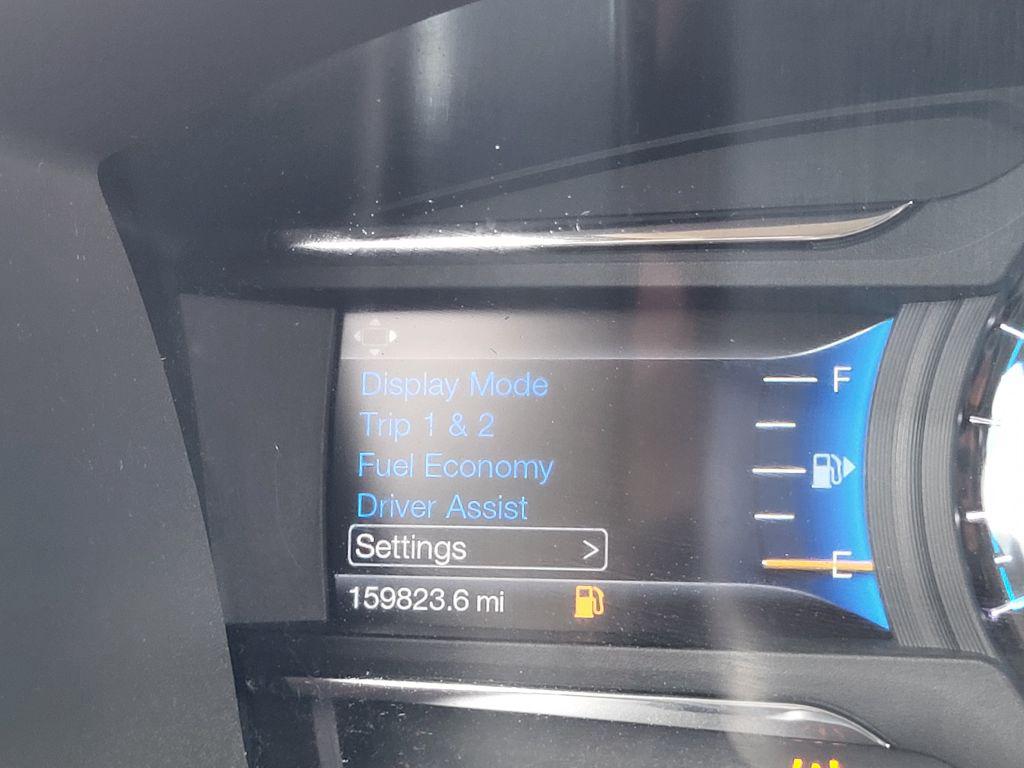 Display Mode
Trip 1 & 2
Fuel Economy
Driver Assist
Settings >
159823.6 mi
F
E